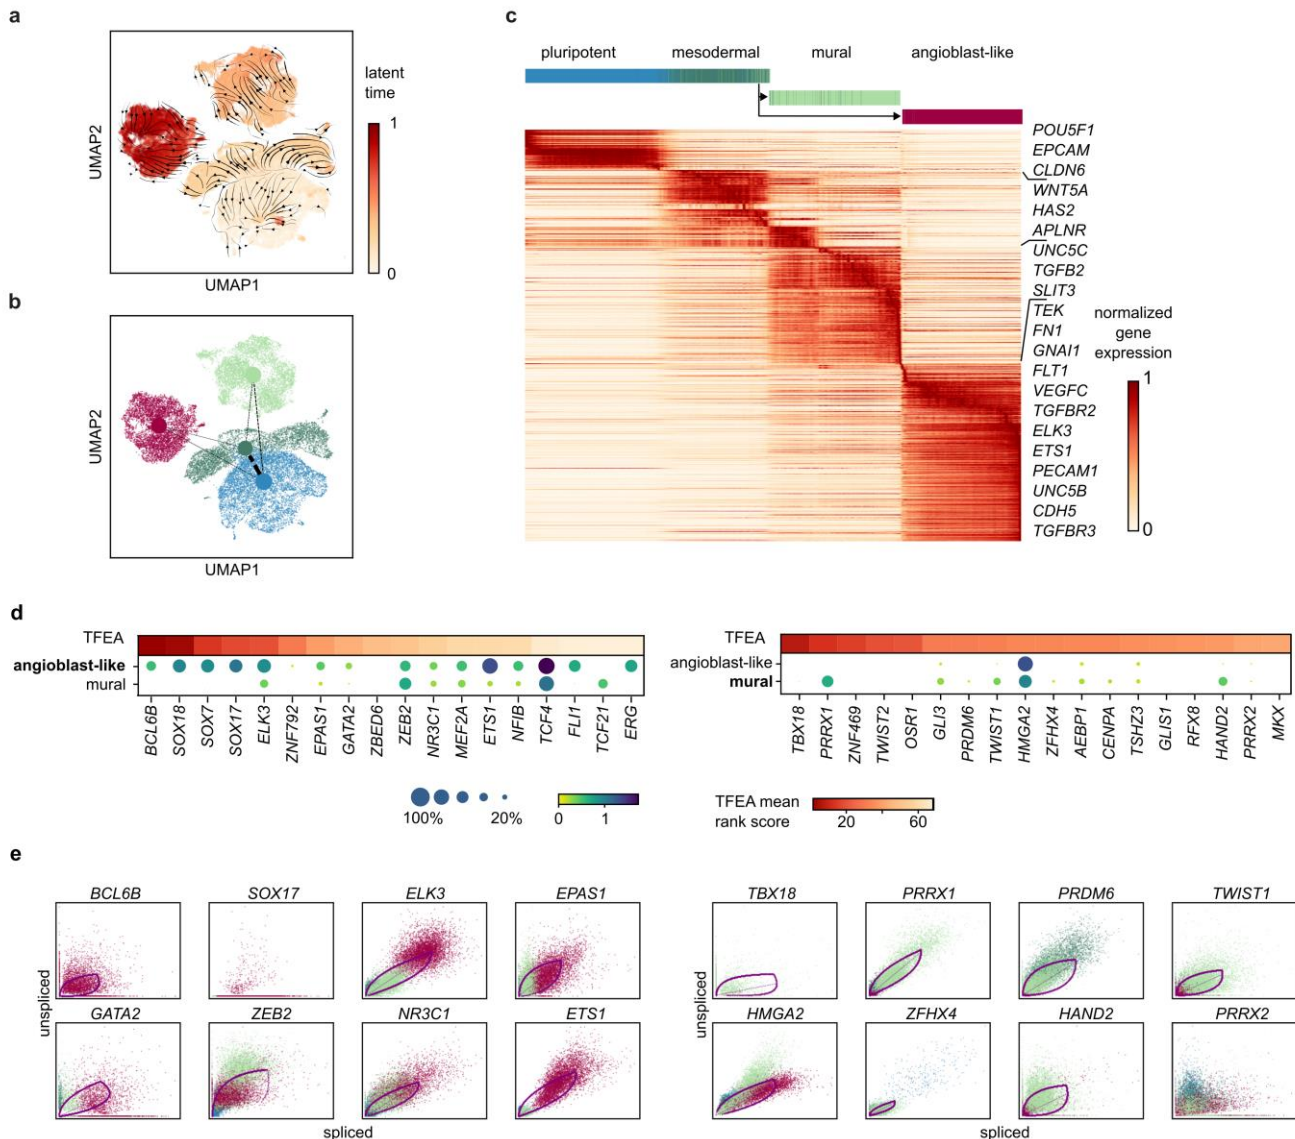 a
UMAP2
UMAP1
latent
time
1
0
b
UMAP2
UMAP1
c
pluripotent mesodermal mural angioblast-like
POU5F1
EPCAM
CLDN6
WNT5A
HAS2
APLNR
UNC5C
TGFB2
SLIT3
TEK
FN1
GNAI1
FLT1
VEGFC
TGFBR2
ELK3
ETS1
PECAM1
UNC5B
CDH5
TGFBR3
normalized
gene
expression
1
0
d
TFEA
angioblast-like
mural
BCL6B SOX18 SOX7 SOX17 ELK3 ZNF792 EPAS1 GATA2 ZBED6 ZEB2 NR3C1 MEF2A ETS1 NFIB TCF4 FLI1 TCF21 ERG
100% 20%
0 1
TFEA
angioblast-like
mural
TBX18 PRRX1 ZNF469 TWIST2 OSR1 GLI3 PRDM6 TWIST1 HMGA2 ZFHX4 AEBP1 CENPA TSHZ3 GLIS1 RFX8 HAND2 PRRX2 MKX
TFEA mean
rank score
20 60
e
BCL6B SOX17 ELK3 EPAS1
GATA2 ZEB2 NR3C1 ETS1
unspliced
spliced
TBX18 PRRX1 PRDM6 TWIST1
HMGA2 ZFHX4 HAND2 PRRX2
unspliced
spliced